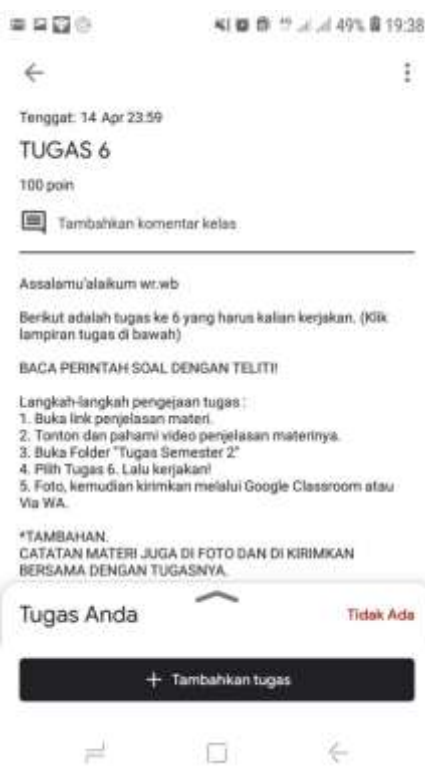 49% 19:38
Tenggat: 14 Apr 23:59
TUGAS 6
100 poin
Tambahkan komentar kelas
Assalamu'alaikum wr.wb
Berikut adalah tugas ke 6 yang harus kalian kerjakan. (Klik
lampiran tugas di bawah)
BACA PERINTAH SOAL DENGAN TELITI!
Langkah-langkah pengejaan tugas :
1. Buka link penjelasan materi.
2. Tonton dan pahami video penjelasan materinya.
3. Buka Folder "Tugas Semester 2"
4. Pilih Tugas 6. Lalu kerjakan!
5. Foto, kemudian kirimkan melalui Google Classroom atau
Via WA.
*TAMBAHAN.
CATATAN MATERI JUGA DI FOTO DAN DI KIRIMKAN
BERSAMA DENGAN TUGASNYA.
Tugas Anda Tidak Ada
+ Tambahkan tugas